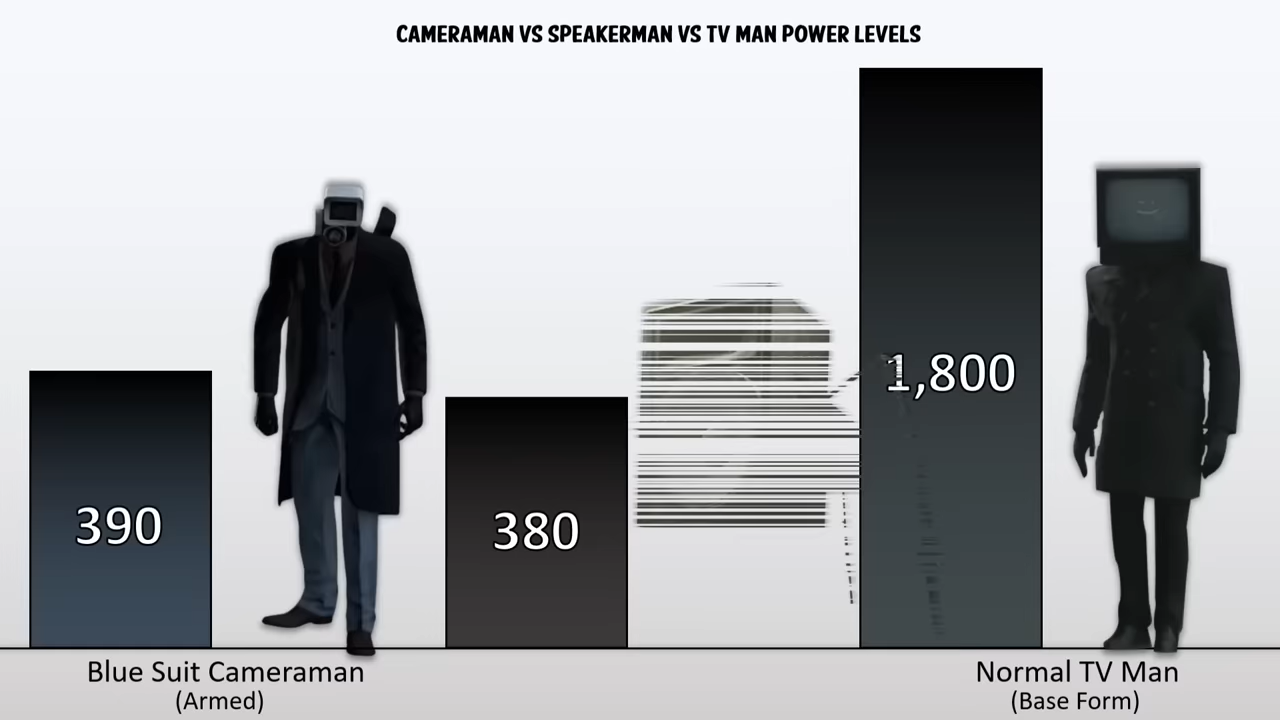 CAMERAMAN VS SPEAKERMAN VS TV MAN POWER LEVELS
390
380
1,800
Blue Suit Cameraman
(Armed)
Normal TV Man
(Base Form)